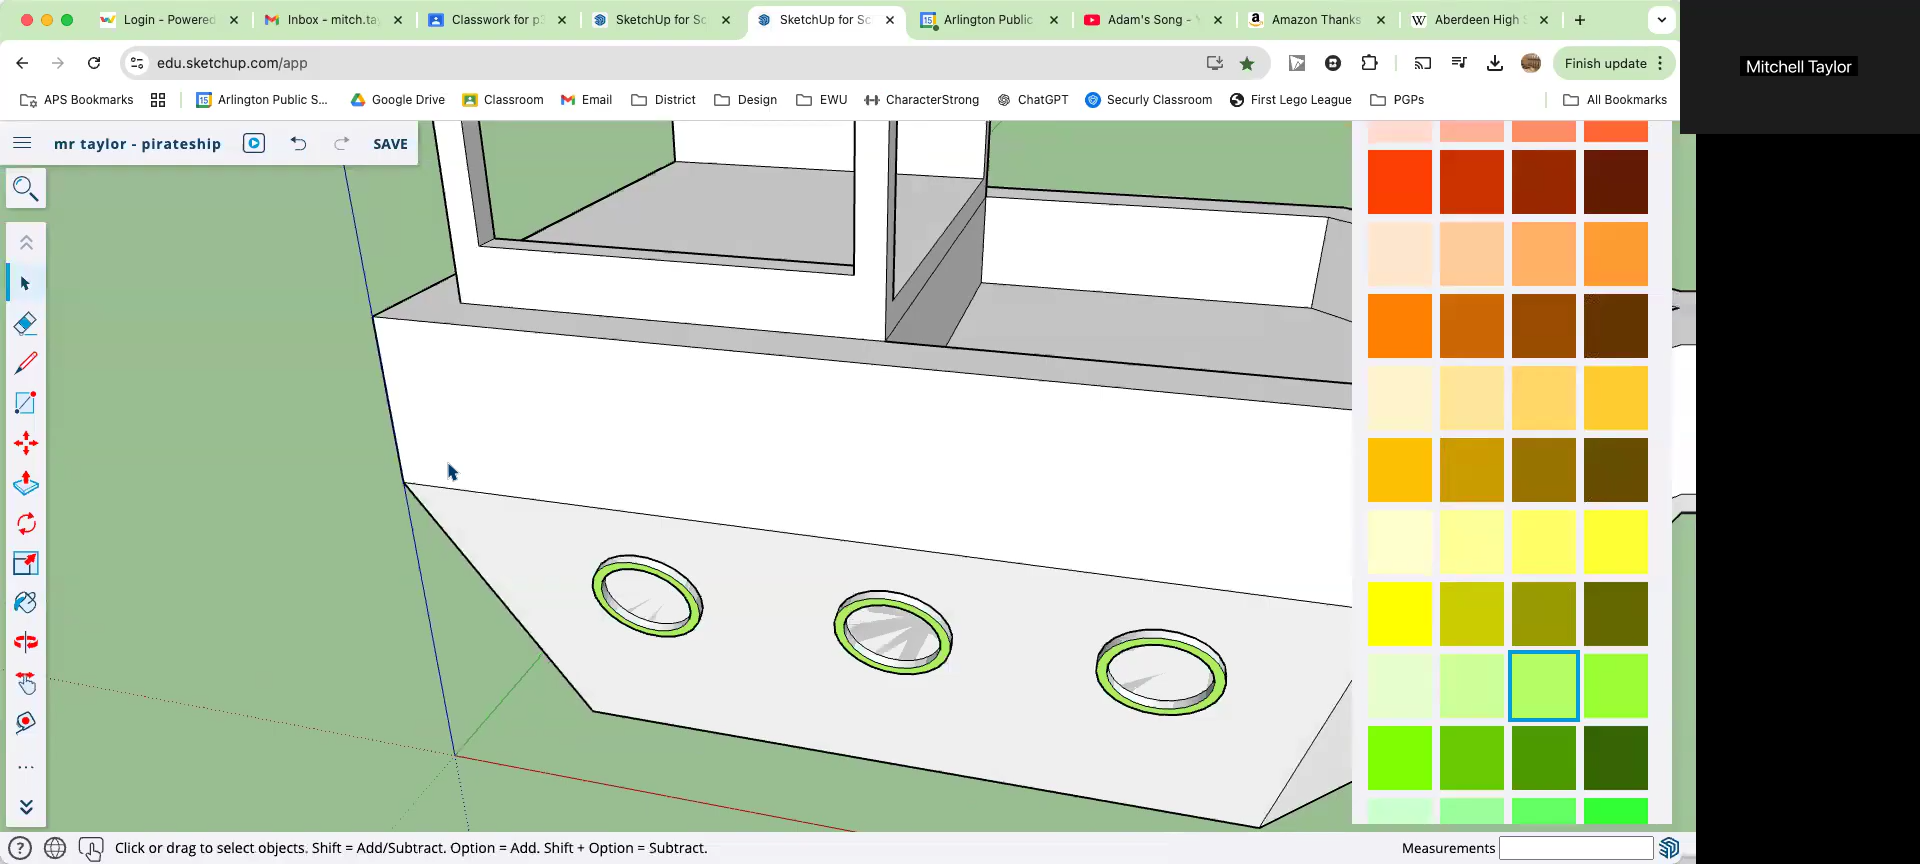 Login - Powered
Inbox - mitch.ta
Classwork for p
SketchUp for Sc
SketchUp for Sc
Arlington Public
Adam's Song -
Amazon Thanks
Aberdeen High
edu.sketchup.com/app
Finish update
APS Bookmarks
Arlington Public S...
Google Drive
Classroom
Email
District
Design
EWU
CharacterStrong
ChatGPT
Securly Classroom
First Lego League
PGPs
All Bookmarks
Mitchell Taylor
mr taylor - pirateship
SAVE
Click or drag to select objects. Shift = Add/Subtract. Option = Add. Shift + Option = Subtract.
Measurements